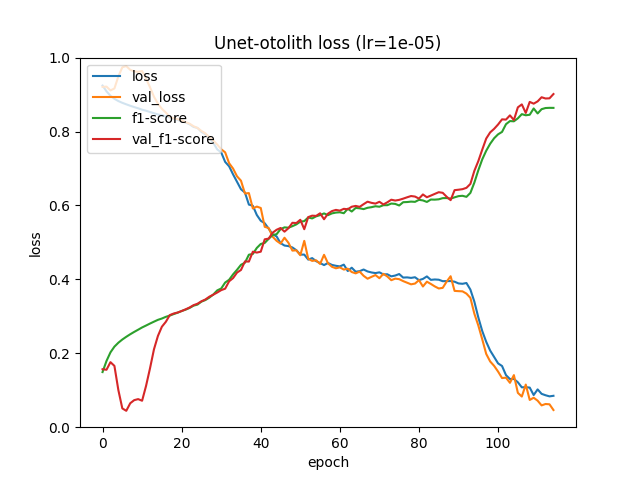 Unet-otolith loss (lr=1e-05)
1.0
0.8
0.6
0.4
0.2
0.0
loss
loss
val_loss
f1-score
val_f1-score
0 20 40 60 80 100
epoch